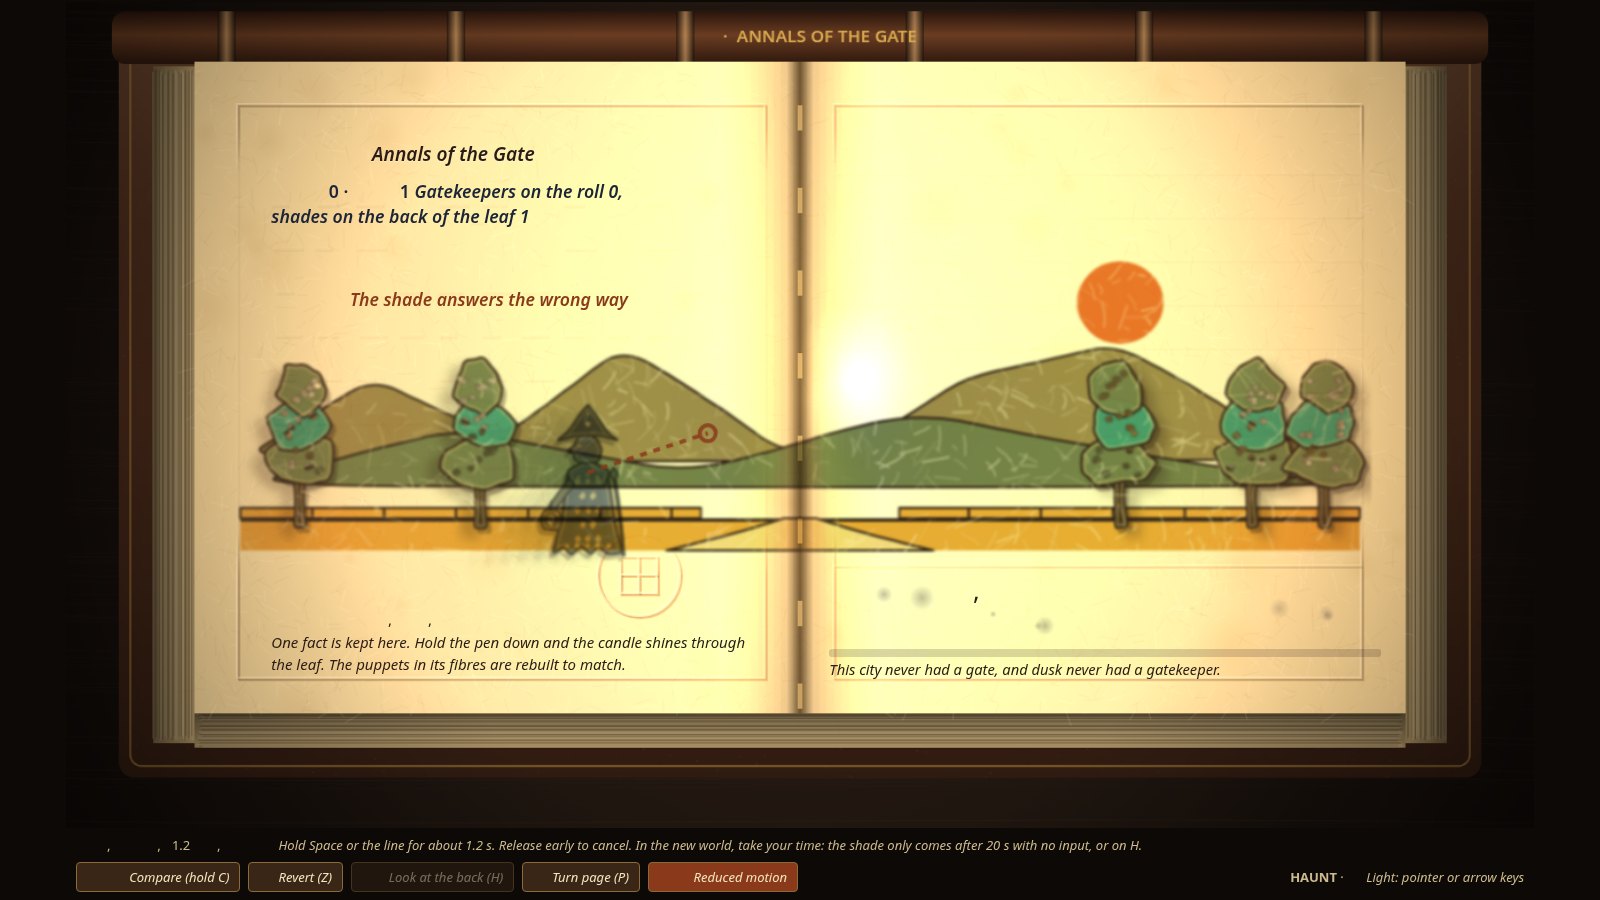 · ANNALS OF THE GATE
Annals of the Gate
0 · 1 Gatekeepers on the roll 0,
shades on the back of the leaf 1
The shade answers the wrong way
, ,
One fact is kept here. Hold the pen down and the candle shines through
the leaf. The puppets in its fibres are rebuilt to match.
,
This city never had a gate, and dusk never had a gatekeeper.
, , 1.2 , Hold Space or the line for about 1.2 s. Release early to cancel. In the new world, take your time: the shade only comes after 20 s with no input, or on H.
Compare (hold C) Revert (Z) Look at the back (H) Turn page (P) Reduced motion HAUNT · Light: pointer or arrow keys